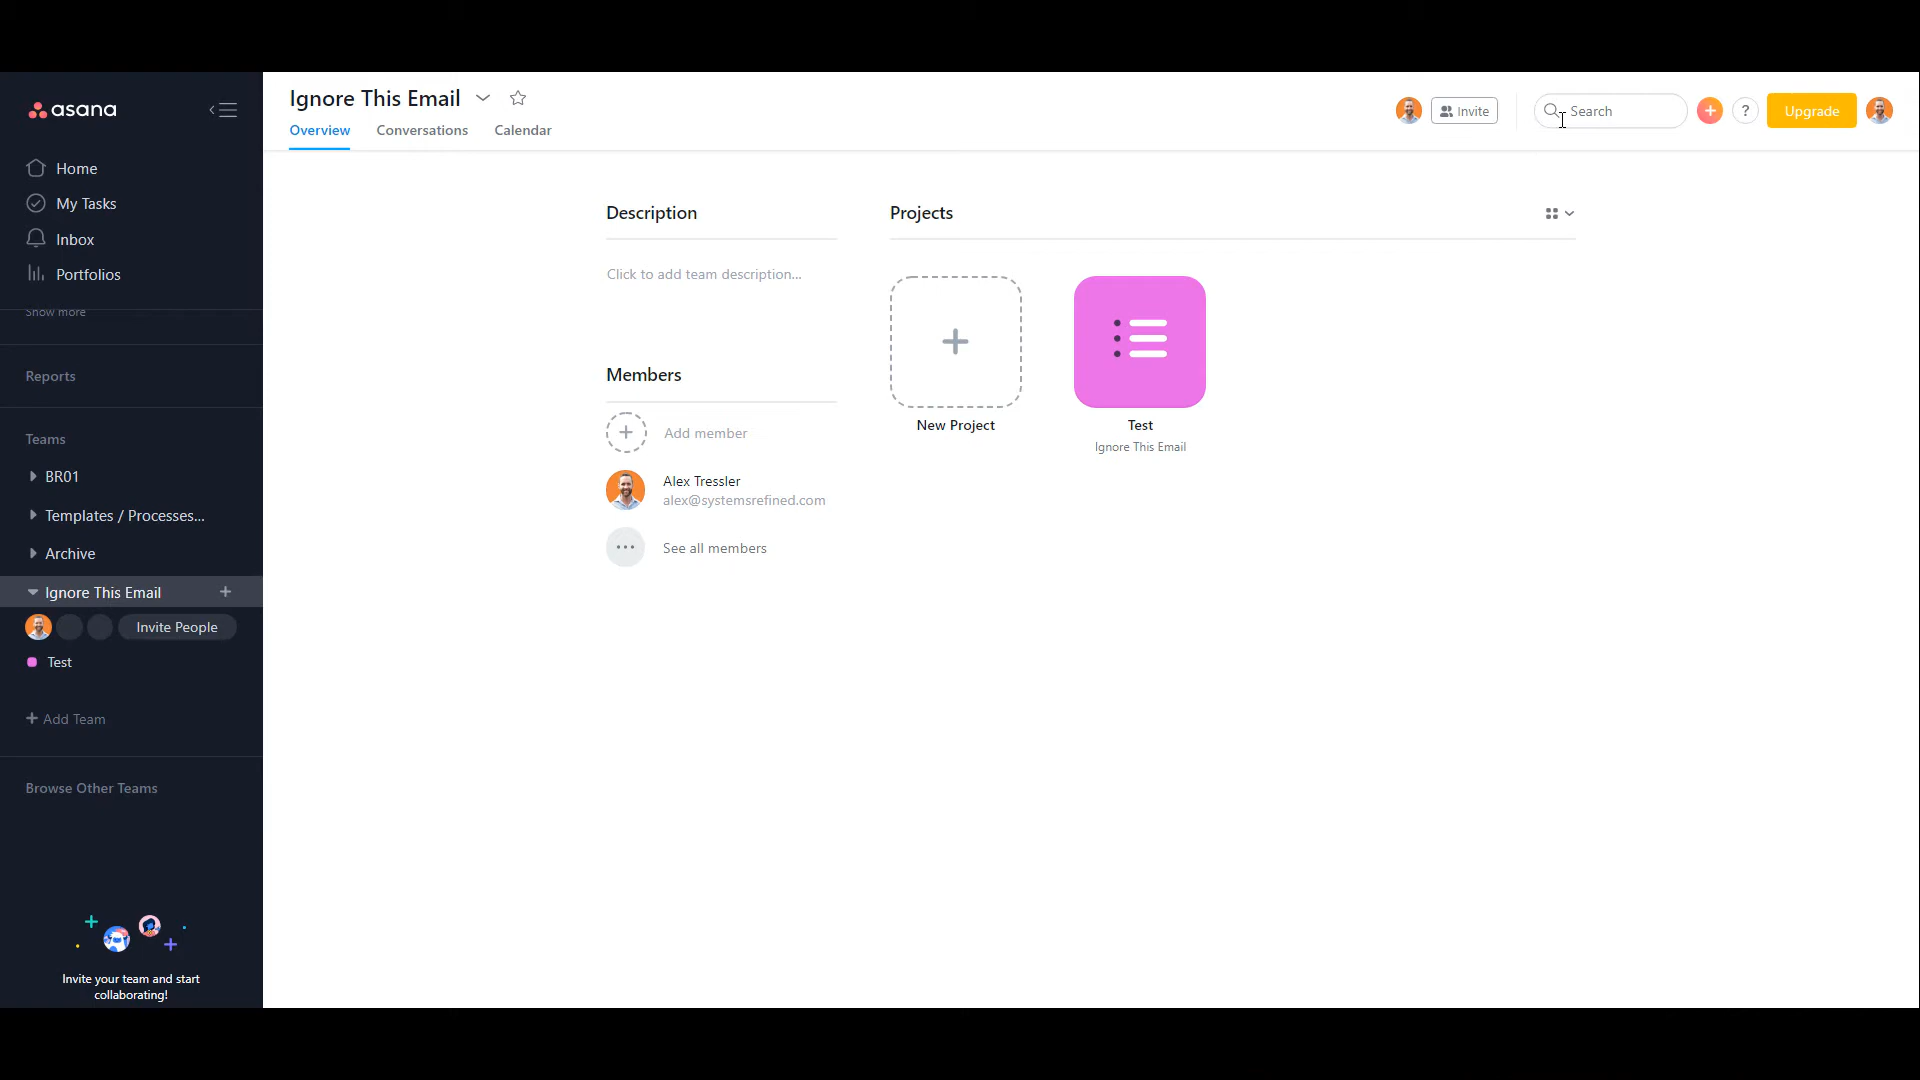 asana
Home
My Tasks
Inbox
Portfolios
Show more
Reports
Teams
BR01
Templates / Processes...
Archive
Ignore This Email
Invite People
Test
Add Team
Browse Other Teams
Invite your team and start
collaborating!
Ignore This Email
Overview Conversations Calendar
Invite
Search
?
Upgrade
Description
Click to add team description...
Members
Add member
Alex Tressler
alex@systemsrefined.com
See all members
Projects
New Project
Test
Ignore This Email